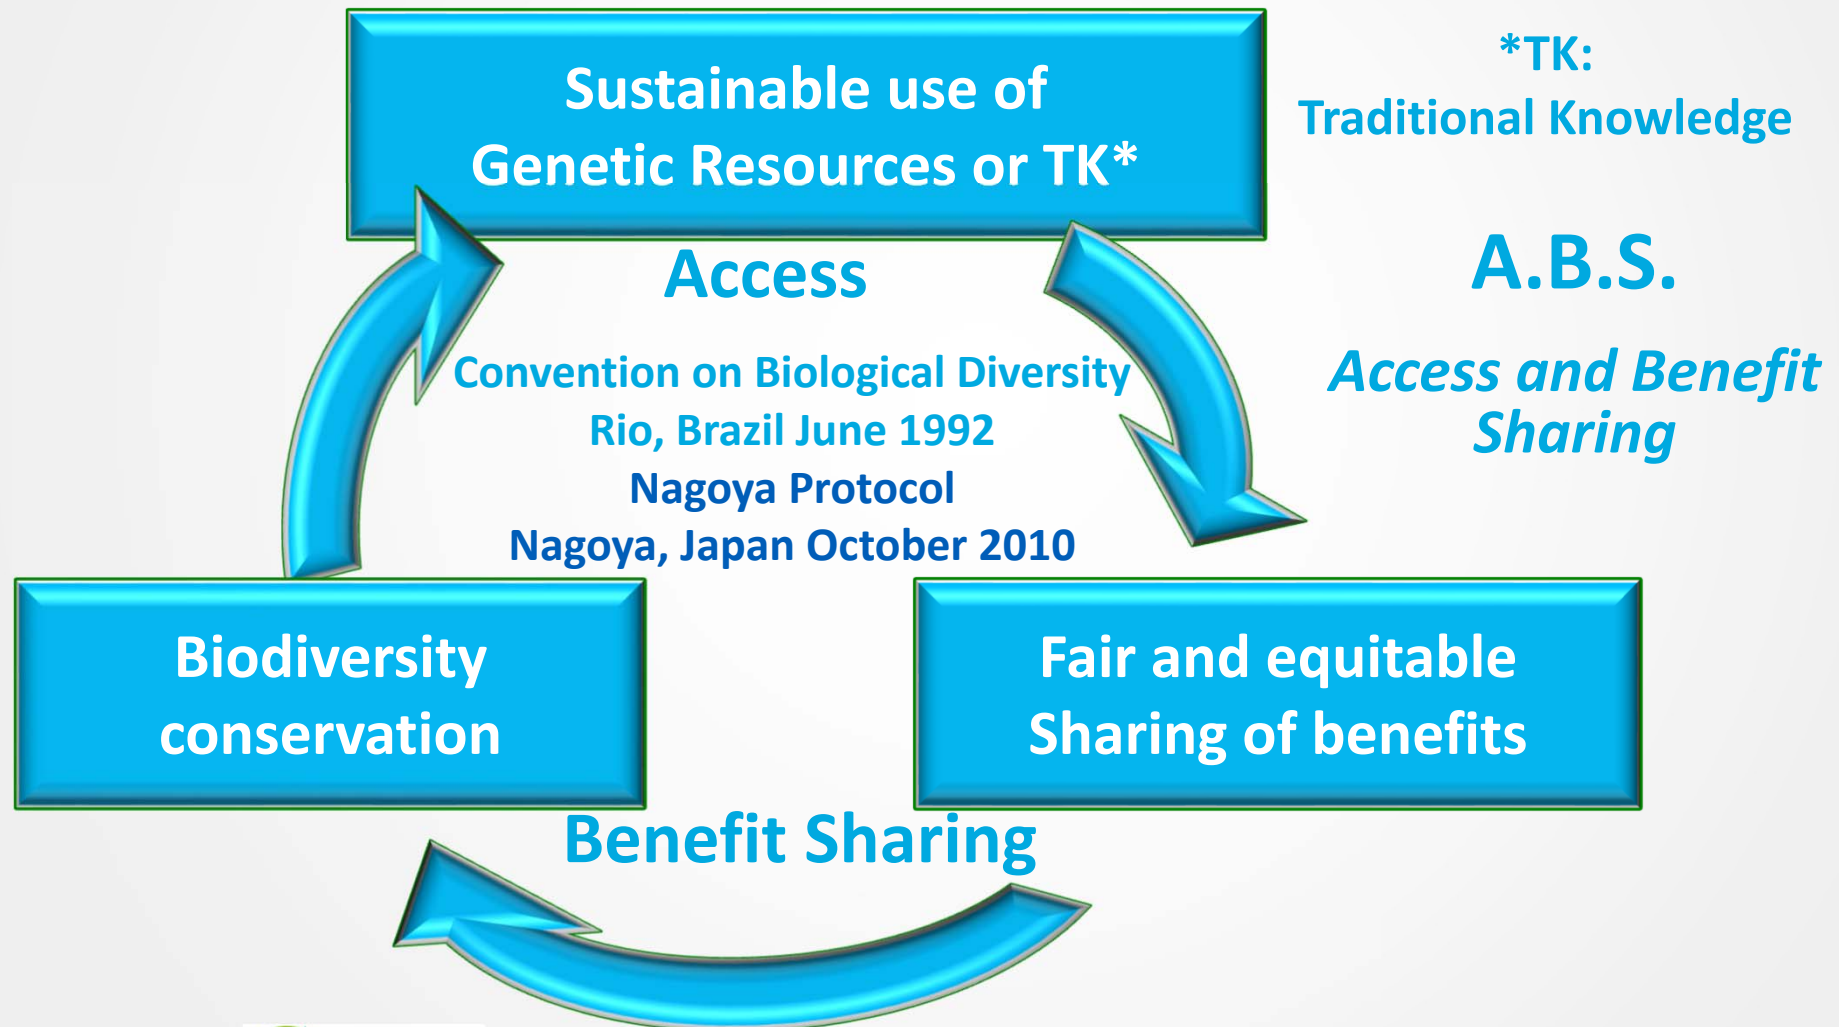 Sustainable use of
Genetic Resources or TK*
*TK:
Traditional Knowledge
A.B.S.
Access and Benefit
Sharing
Access
Convention on Biological Diversity
Rio, Brazil June 1992
Nagoya Protocol
Nagoya, Japan October 2010
Biodiversity
conservation
Fair and equitable
Sharing of benefits
Benefit Sharing